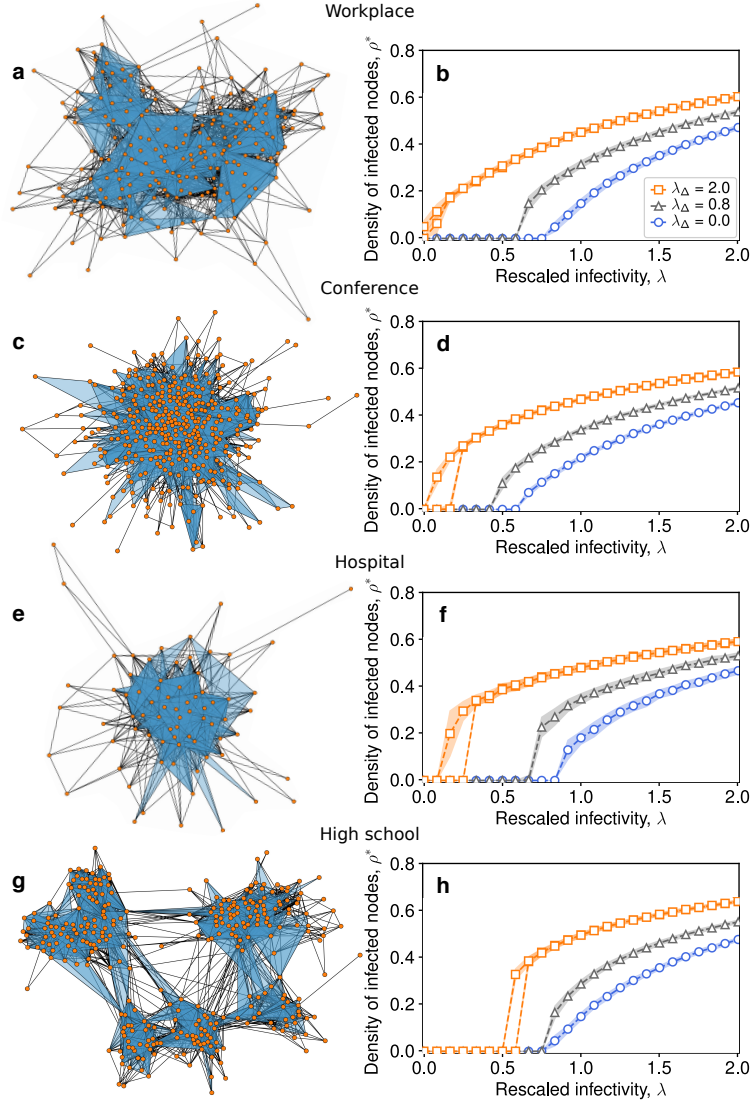 Workplace
a
b
Density of infected nodes, ρ*
0.8
0.6
0.4
0.2
0.0
0.0 0.5 1.0 1.5 2.0
Rescaled infectivity, λ
λΔ = 2.0
λΔ = 0.8
λΔ = 0.0
Conference
c
d
Density of infected nodes, ρ*
0.8
0.6
0.4
0.2
0.0
0.0 0.5 1.0 1.5 2.0
Rescaled infectivity, λ
Hospital
e
f
Density of infected nodes, ρ*
0.8
0.6
0.4
0.2
0.0
0.0 0.5 1.0 1.5 2.0
Rescaled infectivity, λ
High school
g
h
Density of infected nodes, ρ*
0.8
0.6
0.4
0.2
0.0
0.0 0.5 1.0 1.5 2.0
Rescaled infectivity, λ